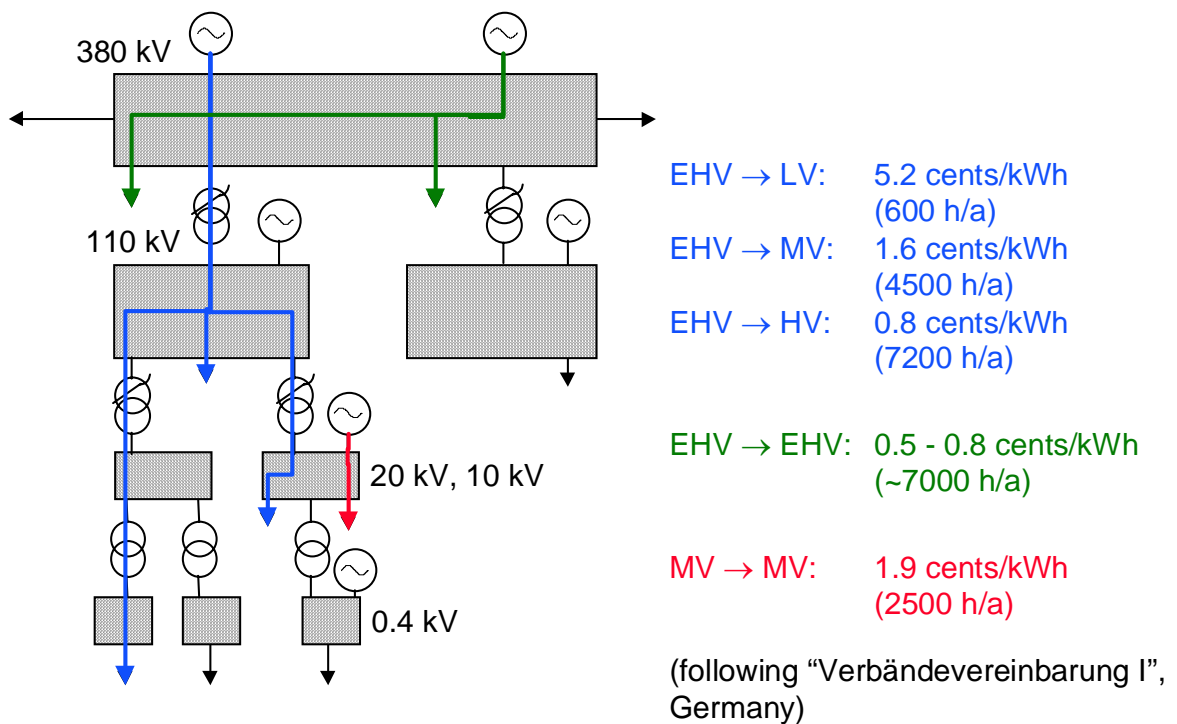 380 kV
110 kV
20 kV, 10 kV
0.4 kV
EHV → LV: 5.2 cents/kWh
(600 h/a)
EHV → MV: 1.6 cents/kWh
(4500 h/a)
EHV → HV: 0.8 cents/kWh
(7200 h/a)
EHV → EHV: 0.5 - 0.8 cents/kWh
(~7000 h/a)
MV → MV: 1.9 cents/kWh
(2500 h/a)
(following “Verbändevereinbarung I”,
Germany)